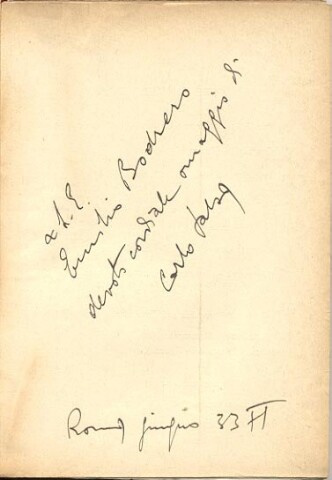 a S.E.
Emilio Bodrero
devoto cordiale omaggio di
Carlo
Roma giugno 33 XI